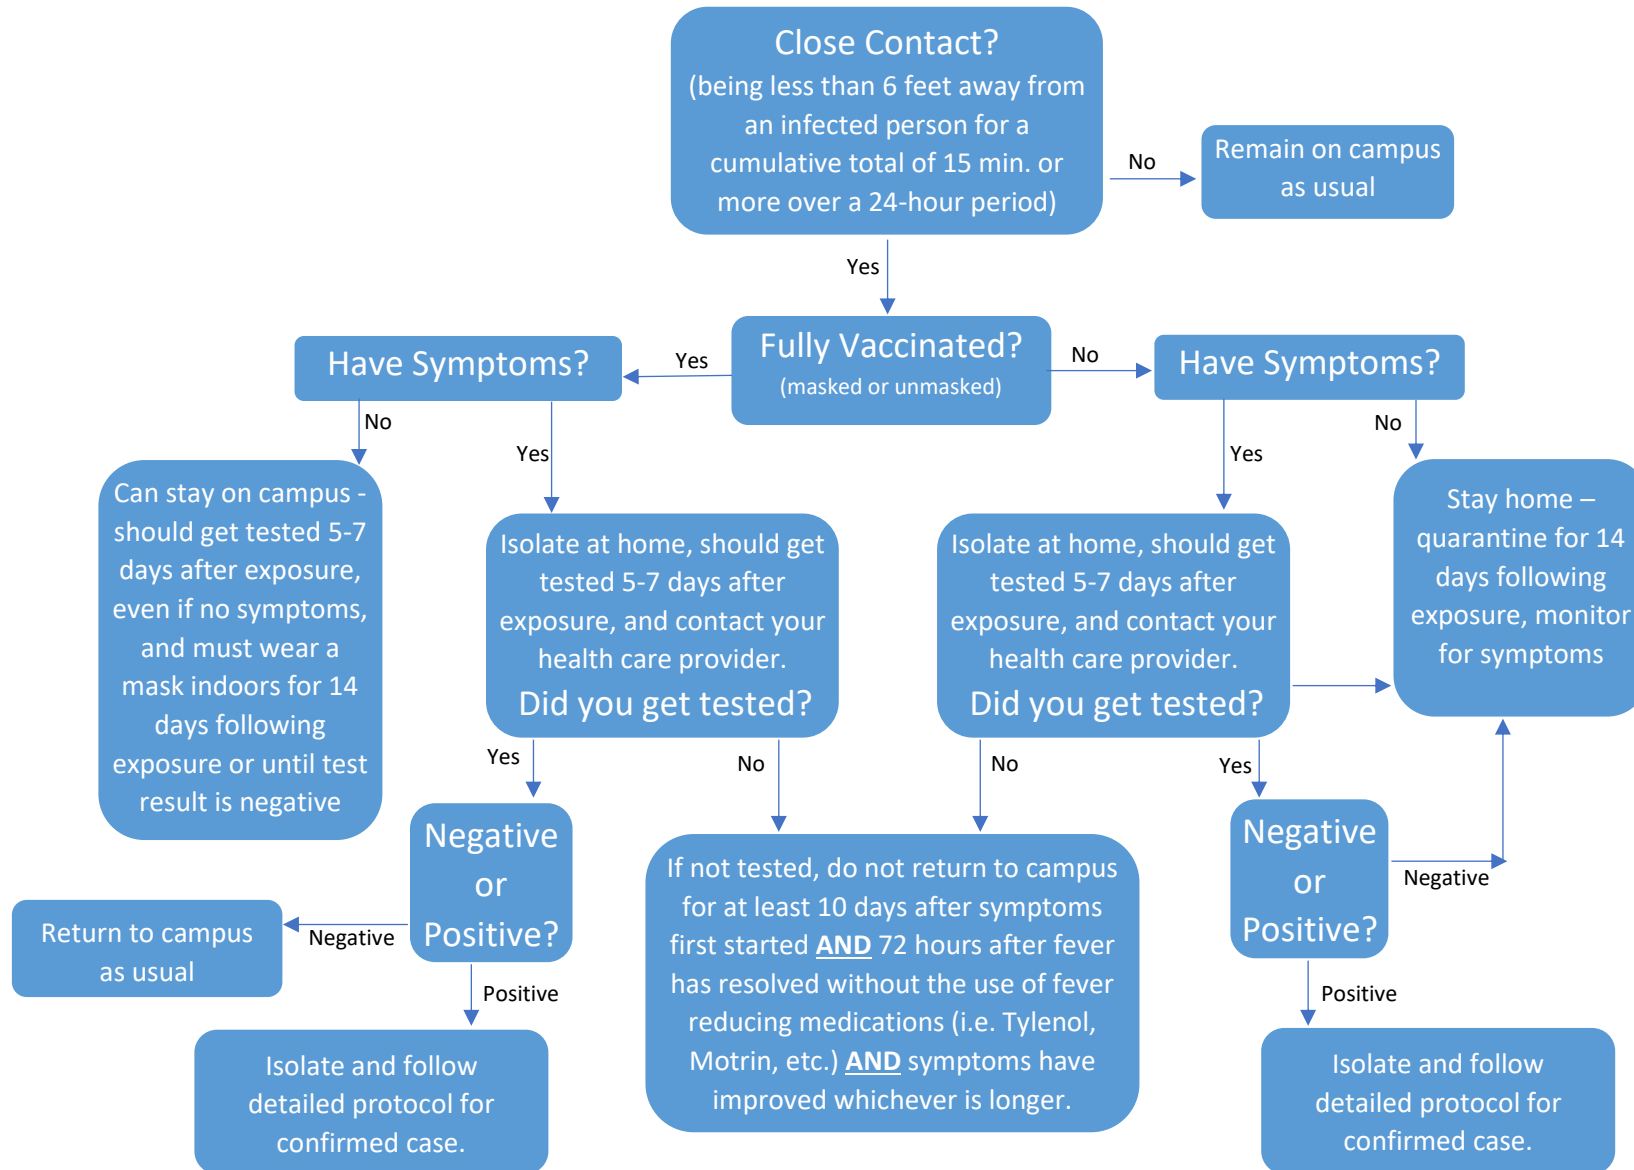 Close Contact?
(being less than 6 feet away from
an infected person for a
cumulative total of 15 min. or
more over a 24-hour period)
No
Remain on campus
as usual
Yes
Fully Vaccinated?
(masked or unmasked)
Yes
Have Symptoms?
No
Have Symptoms?
No
Can stay on campus -
should get tested 5-7
days after exposure,
even if no symptoms,
and must wear a
mask indoors for 14
days following
exposure or until test
result is negative
Yes
Isolate at home, should get
tested 5-7 days after
exposure, and contact your
health care provider.
Did you get tested?
Yes
Isolate at home, should get
tested 5-7 days after
exposure, and contact your
health care provider.
Did you get tested?
No
Stay home –
quarantine for 14
days following
exposure, monitor
for symptoms
Yes
No
No
Yes
Negative
or
Positive?
Negative
Return to campus
as usual
Positive
Isolate and follow
detailed protocol for
confirmed case.
If not tested, do not return to campus
for at least 10 days after symptoms
first started AND 72 hours after fever
has resolved without the use of fever
reducing medications (i.e. Tylenol,
Motrin, etc.) AND symptoms have
improved whichever is longer.
Negative
or
Positive?
Negative
Positive
Isolate and follow
detailed protocol for
confirmed case.